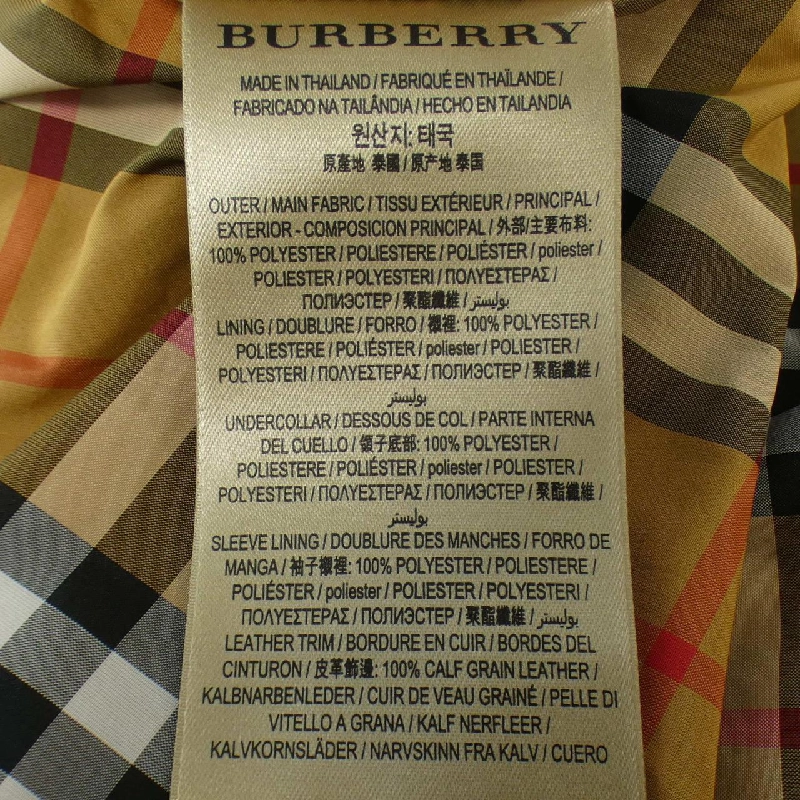 BURBERRY
MADE IN THAILAND / FABRIQUÉ EN THAÏLANDE /
FABRICADO NA TAILÂNDIA / HECHO EN TAILANDIA
원산지: 태국
原產地 泰國 / 原产地 泰国
OUTER / MAIN FABRIC / TISSU EXTÉRIEUR / PRINCIPAL /
EXTERIOR - COMPOSICION PRINCIPAL / 外部/主要布料:
100% POLYESTER / POLIESTERE / POLIÉSTER / poliester /
POLIESTER / POLYESTERI / ΠΟΛΥΕΣΤΕΡΑΣ /
ПОЛИЭСТЕР / 聚酯纖維 / بوليستر
LINING / DOUBLURE / FORRO / 襯裡: 100% POLYESTER /
POLIESTERE / POLIÉSTER / poliester / POLIESTER /
POLYESTERI / ΠΟΛΥΕΣΤΕΡΑΣ / ПОЛИЭСТЕР / 聚酯纖維 /
بوليستر
UNDERCOLLAR / DESSOUS DE COL / PARTE INTERNA
DEL CUELLO / 領子底部: 100% POLYESTER /
POLIESTERE / POLIÉSTER / poliester / POLIESTER /
POLYESTERI / ΠΟΛΥΕΣΤΕΡΑΣ / ПОЛИЭСТЕР / 聚酯纖維 /
بوليستر
SLEEVE LINING / DOUBLURE DES MANCHES / FORRO DE
MANGA / 袖子襯裡: 100% POLYESTER / POLIESTERE /
POLIÉSTER / poliester / POLIESTER / POLYESTERI /
ΠΟΛΥΕΣΤΕΡΑΣ / ПОЛИЭСТЕР / 聚酯纖維 / بوليستر
LEATHER TRIM / BORDURE EN CUIR / BORDES DEL
CINTURON / 皮革飾邊: 100% CALF GRAIN LEATHER /
KALBNARBENLEDER / CUIR DE VEAU GRAINÉ / PELLE DI
VITELLO A GRANA / KALF NERFLEER /
KALVKORNSLÄDER / NARVSKINN FRA KALV / CUERO